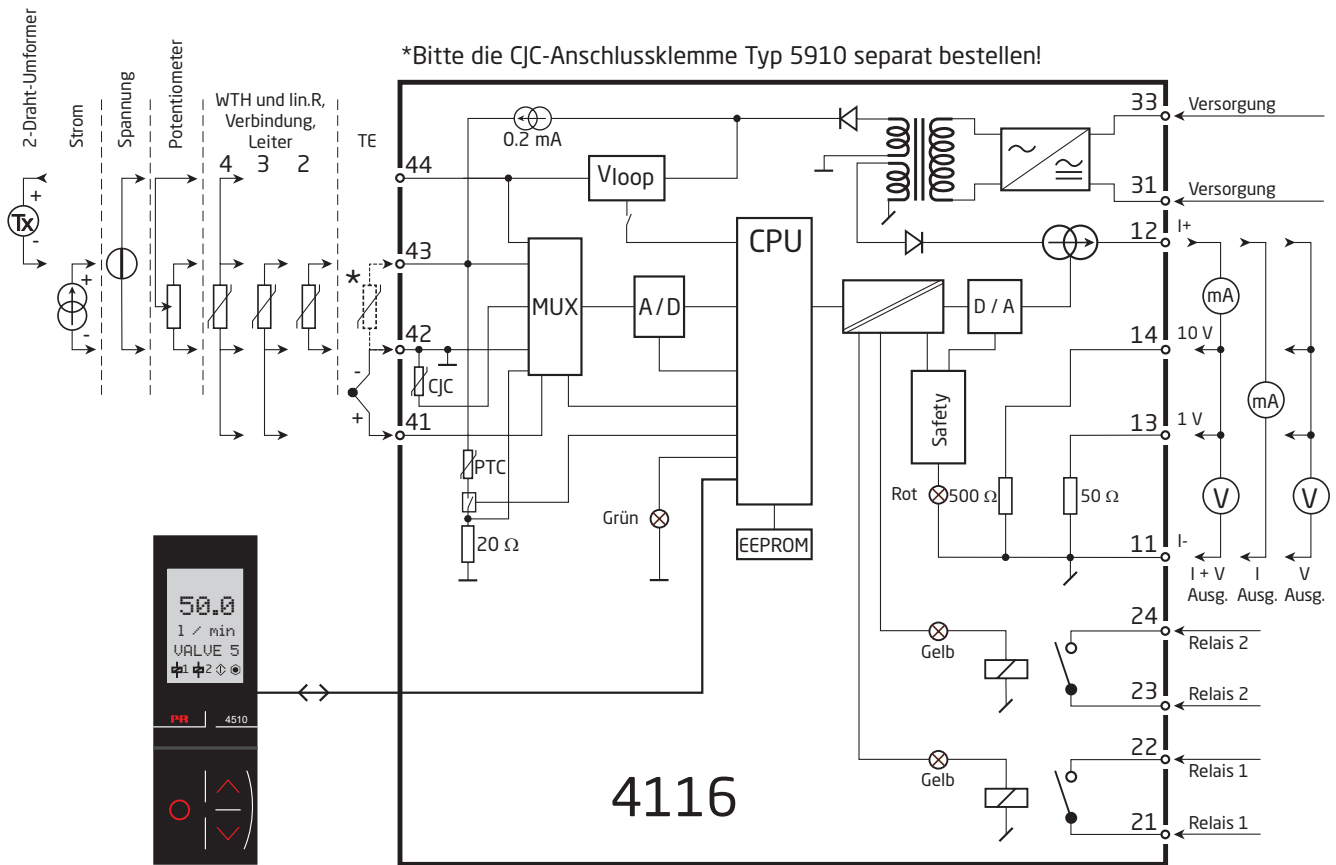 *Bitte die CJC-Anschlussklemme Typ 5910 separat bestellen!
2-Draht-Umformer
Strom
Spannung
Potentiometer
WTH und lin.R,
Verbindung,
Leiter
4 3 2
TE
+
Tx
-
+
-
*
-
+
44
43
42
41
0.2 mA
Vloop
MUX
A/D
CPU
CJC
PTC
20 Ω
Grün
EEPROM
D / A
Safety
Rot
500 Ω
50 Ω
33
Versorgung
31
Versorgung
12
I+
14
10 V
13
1 V
11
I-
mA
mA
V
V
I + V
Ausg.
I
Ausg.
V
Ausg.
24
Relais 2
23
Relais 2
22
Relais 1
21
Relais 1
Gelb
Gelb
4116
50.0
l / min
VALVE 5
1 2
PR
4510